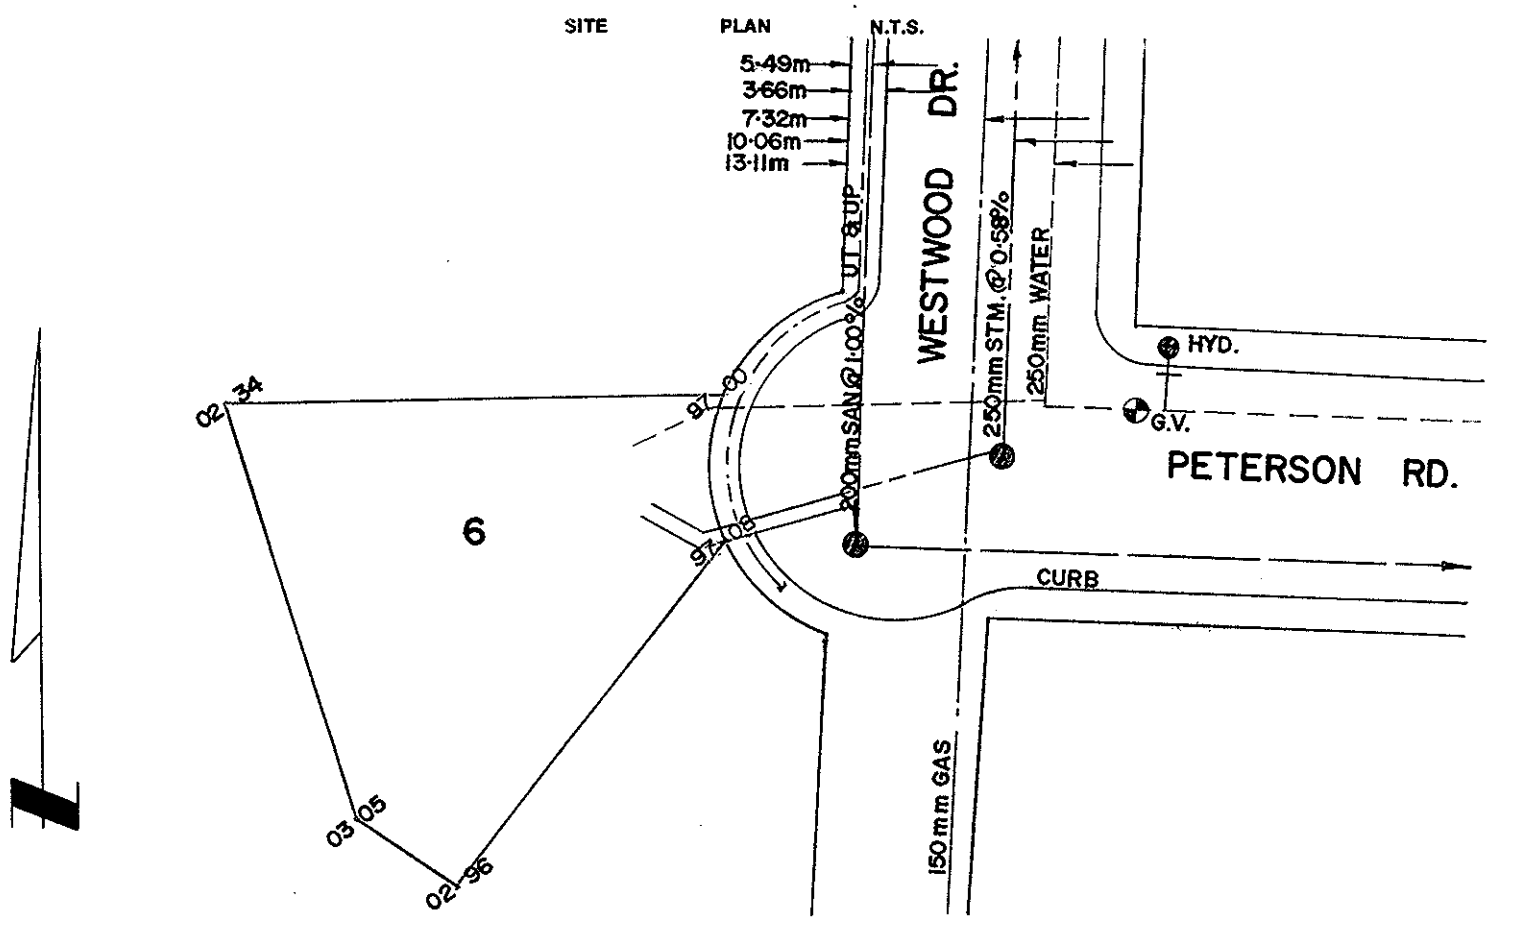 SITE PLAN N.T.S.
5.49m
3.66m
7.32m
10.06m
13.11m
WESTWOOD DR.
UT & UP
200mm SAN @ 1.00%
250mm STM. @ 0.58%
250mm WATER
HYD.
G.V.
PETERSON RD.
02.34
97.00
6
97.08
CURB
150mm GAS
03.05
02.96